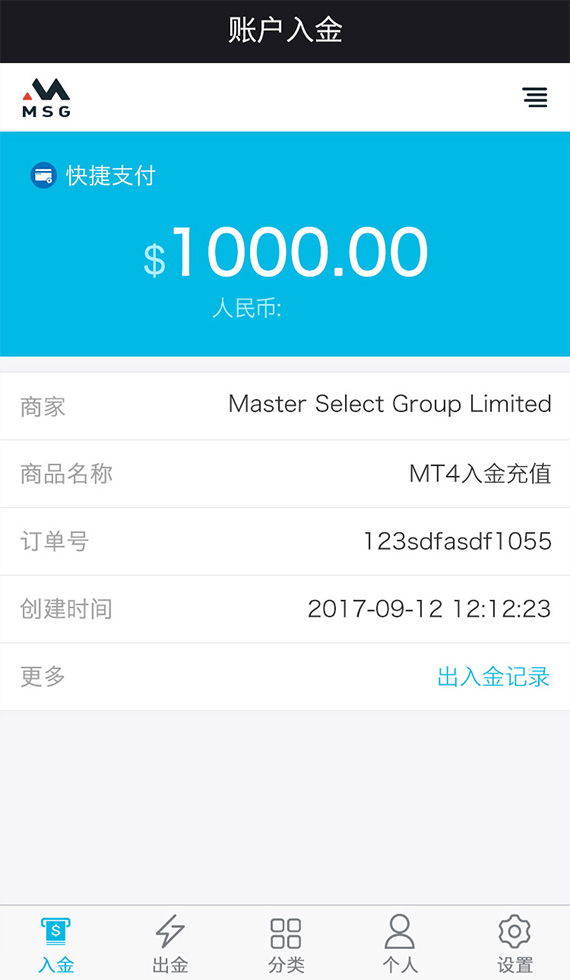 账户入金
MSG
快捷支付
$1000.00
人民币:
商家 Master Select Group Limited
商品名称 MT4入金充值
订单号 123sdfasdf1055
创建时间 2017-09-12 12:12:23
更多 出入金记录
$
入金 出金 分类 个人 设置